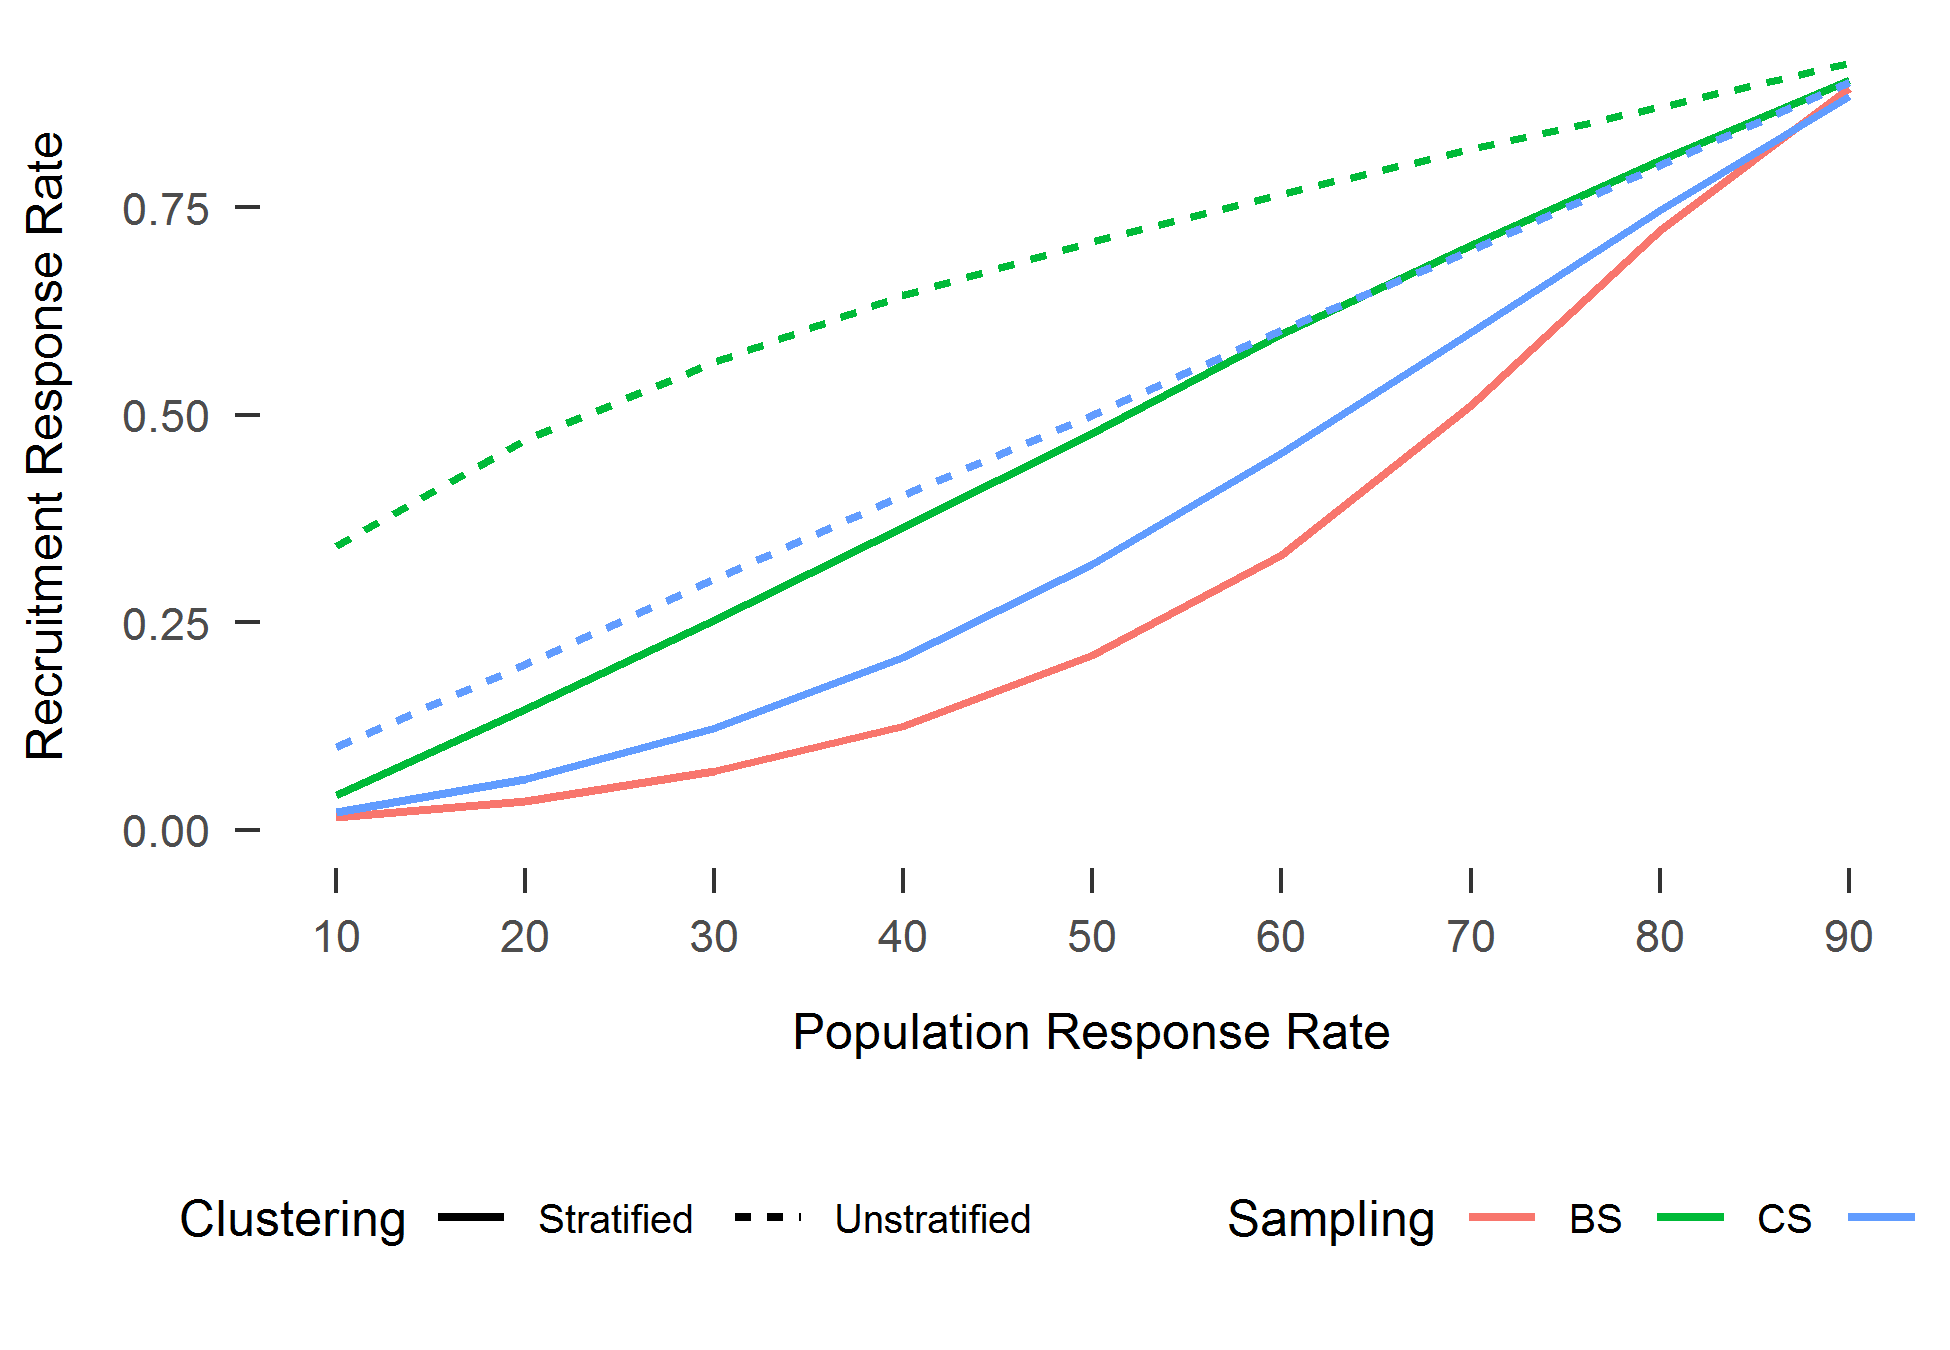 Recruitment Response Rate
0.75
0.50
0.25
0.00
10 20 30 40 50 60 70 80 90
Population Response Rate
Clustering Stratified Unstratified Sampling BS CS